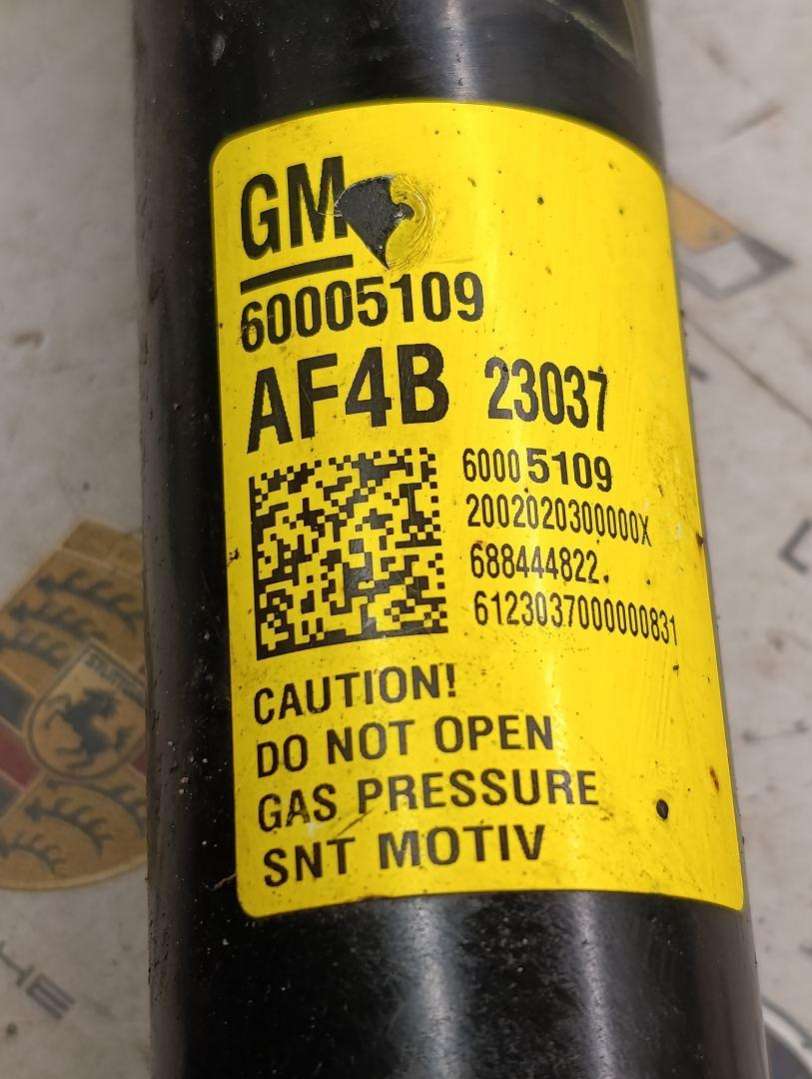 GM
60005109
AF4B 23037
60005109
2002020300000X
688444822.
6123037000000831
CAUTION!
DO NOT OPEN
GAS PRESSURE
SNT MOTIV